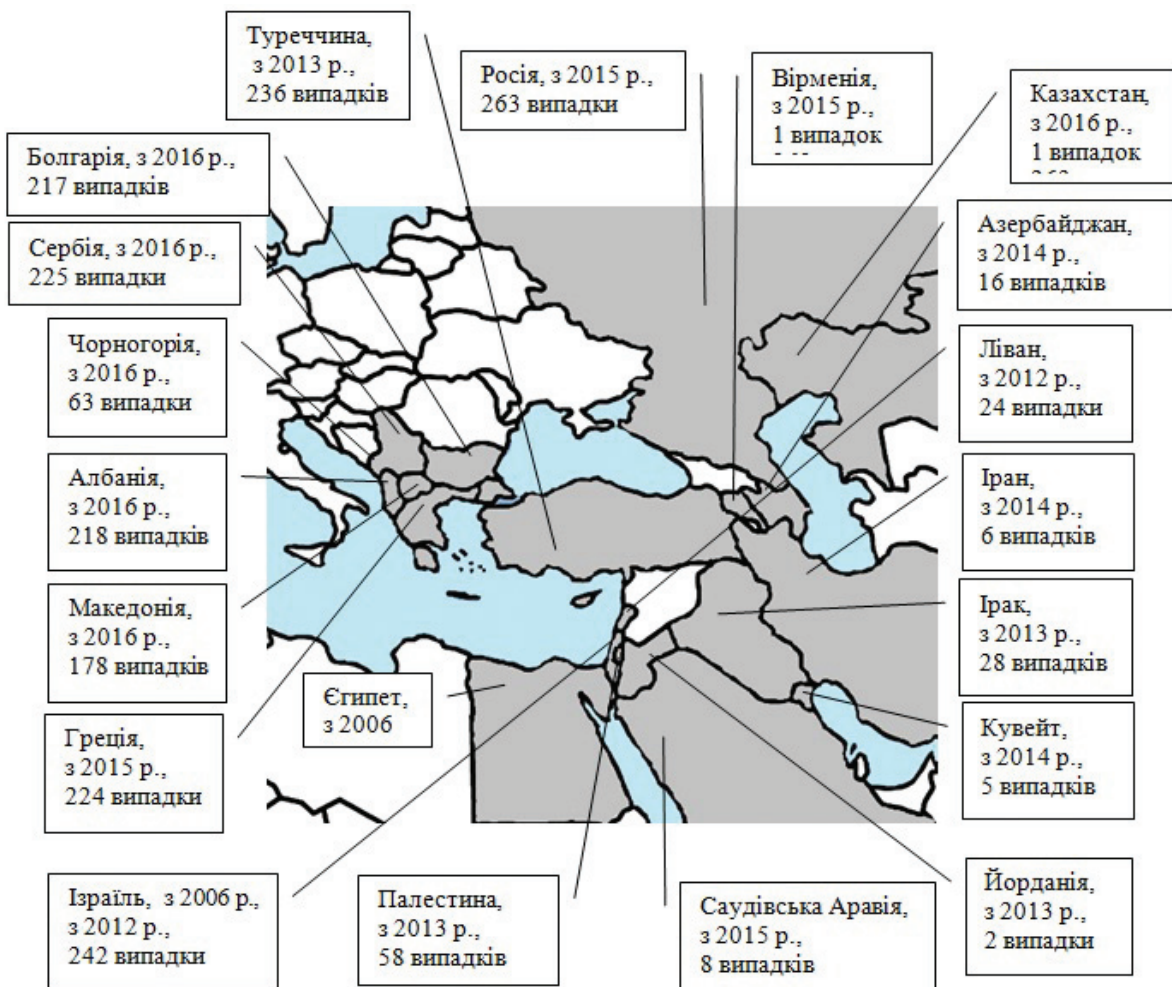 Туреччина,
з 2013 р.,
236 випадків
Росія, з 2015 р.,
263 випадки
Вірменія,
з 2015 р.,
1 випадок
Казахстан,
з 2016 р.,
1 випадок
Болгарія, з 2016 р.,
217 випадків
Сербія, з 2016 р.,
225 випадки
Азербайджан,
з 2014 р.,
16 випадків
Чорногорія,
з 2016 р.,
63 випадки
Ліван,
з 2012 р.,
24 випадки
Албанія,
з 2016 р.,
218 випадків
Іран,
з 2014 р.,
6 випадків
Македонія,
з 2016 р.,
178 випадків
Ірак,
з 2013 р.,
28 випадків
Єгипет,
з 2006
Греція,
з 2015 р.,
224 випадки
Кувейт,
з 2014 р.,
5 випадків
Ізраїль, з 2006 р.,
з 2012 р.,
242 випадки
Палестина,
з 2013 р.,
58 випадків
Саудівська Аравія,
з 2015 р.,
8 випадків
Йорданія,
з 2013 р.,
2 випадки